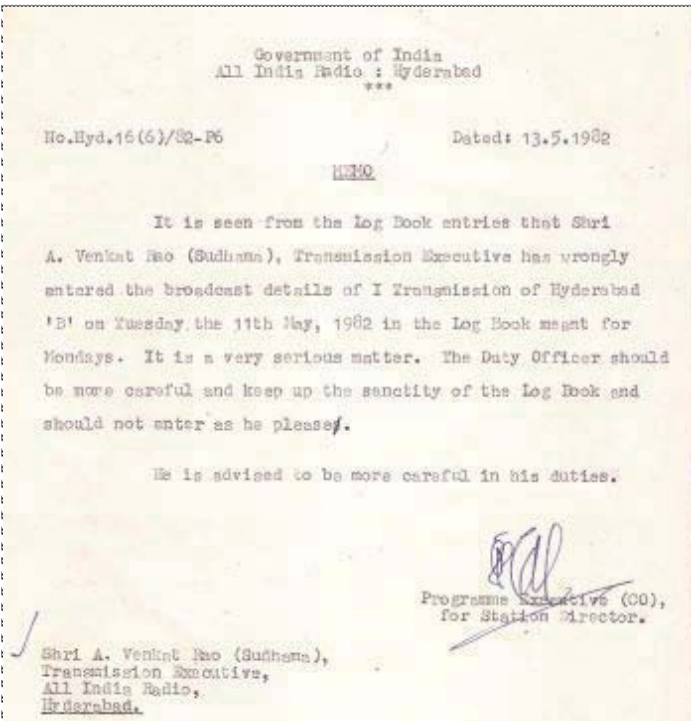 Government of India
All India Radio : Hyderabad
***
No.Hyd.16(6)/82-P6 Dated: 13.5.1982
MEMO
It is seen from the Log Book entries that Shri
A. Venkat Rao (Sudhama), Transmission Executive has wrongly
entered the broadcast details of I Transmission of Hyderabad
'B' on Tuesday, the 11th May, 1982 in the Log Book meant for
Mondays. It is a very serious matter. The Duty Officer should
be more careful and keep up the sanctity of the Log Book and
should not enter as he please.
He is advised to be more careful in his duties.
Programme Executive (CO),
for Station Director.
Shri A. Venkat Rao (Sudhama),
Transmission Executive,
All India Radio,
Hyderabad.